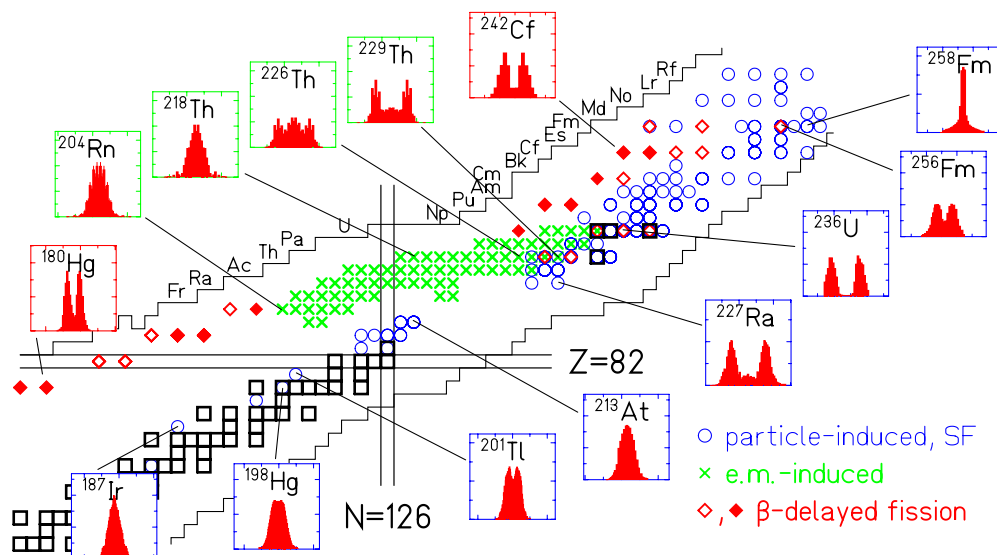 ²⁴²Cf
²⁵⁸Fm
²²⁹Th
²²⁶Th
²¹⁸Th
²⁰⁴Rn
¹⁸⁰Hg
²⁵⁶Fm
²³⁶U
²²⁷Ra
²¹³At
²⁰¹Tl
¹⁹⁸Hg
¹⁸⁷Ir
Rf
Lr
No
Md
Fm
Es
Cf
Bk
Cm
Am
Pu
Np
U
Pa
Th
Ac
Ra
Fr
Z=82
N=126
particle-induced, SF
e.m.-induced
, β-delayed fission